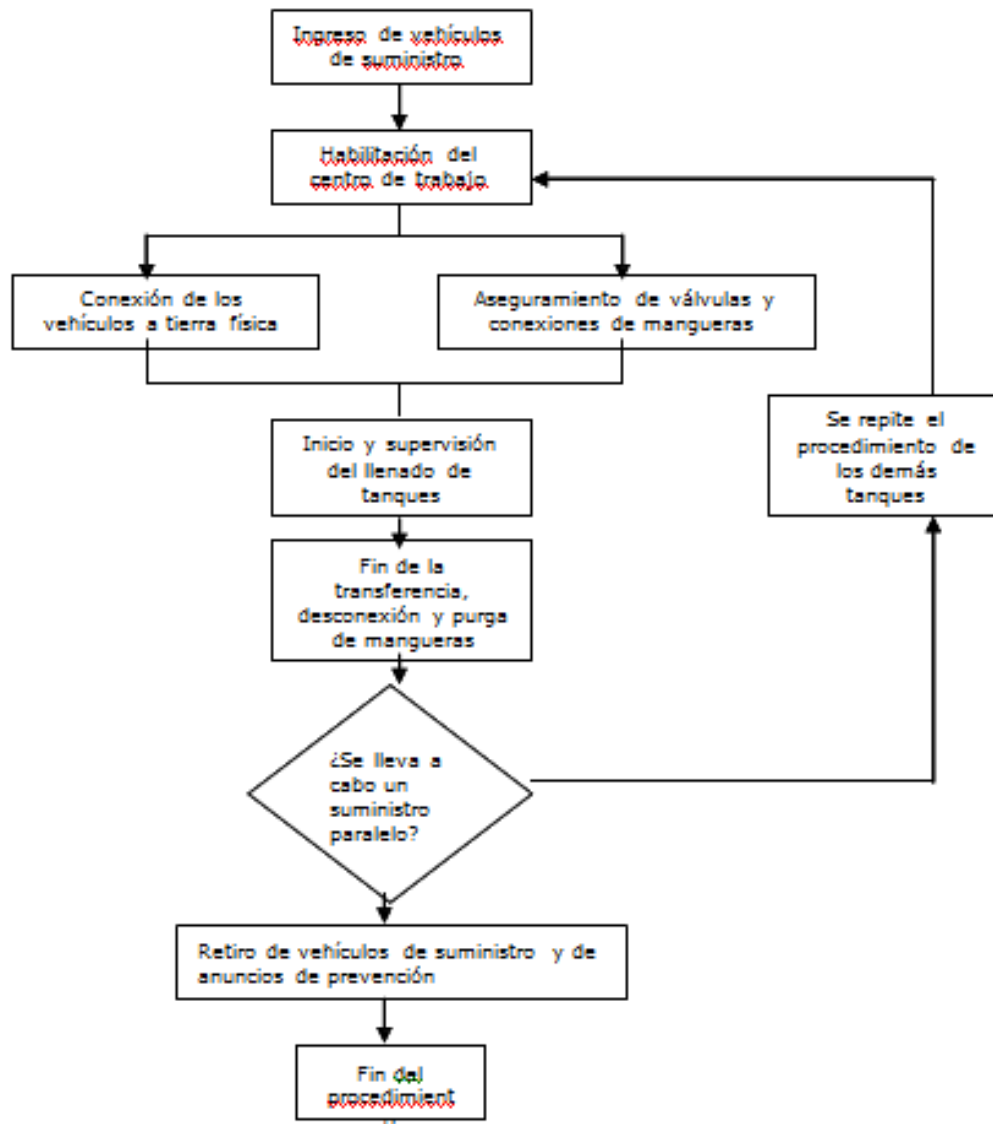 Ingreso de vehículos
de suministro
Habilitación del
centro de trabajo
Conexión de los
vehículos a tierra física
Aseguramiento de válvulas y
conexiones de mangueras
Se repite el
procedimiento de
los demás
tanques
Inicio y supervisión
del llenado de
tanques
Fin de la
transferencia,
desconexión y purga
de mangueras
¿Se lleva a
cabo un
suministro
paralelo?
Retiro de vehículos de suministro y de
anuncios de prevención
Fin del
procedimient